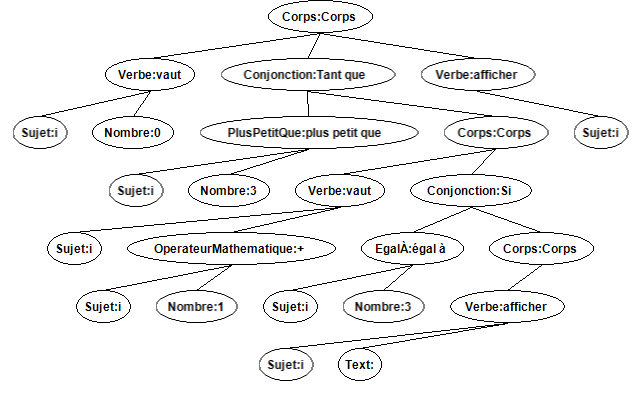 Corps:Corps
Verbe:vaut Conjonction:Tant que Verbe:afficher
Sujet:i Nombre:0 PlusPetitQue:plus petit que Corps:Corps Sujet:i
Sujet:i Nombre:3 Verbe:vaut Conjonction:Si
Sujet:i OperateurMathematique:+ EgalÀ:égal à Corps:Corps
Sujet:i Nombre:1 Sujet:i Nombre:3 Verbe:afficher
Sujet:i Text: